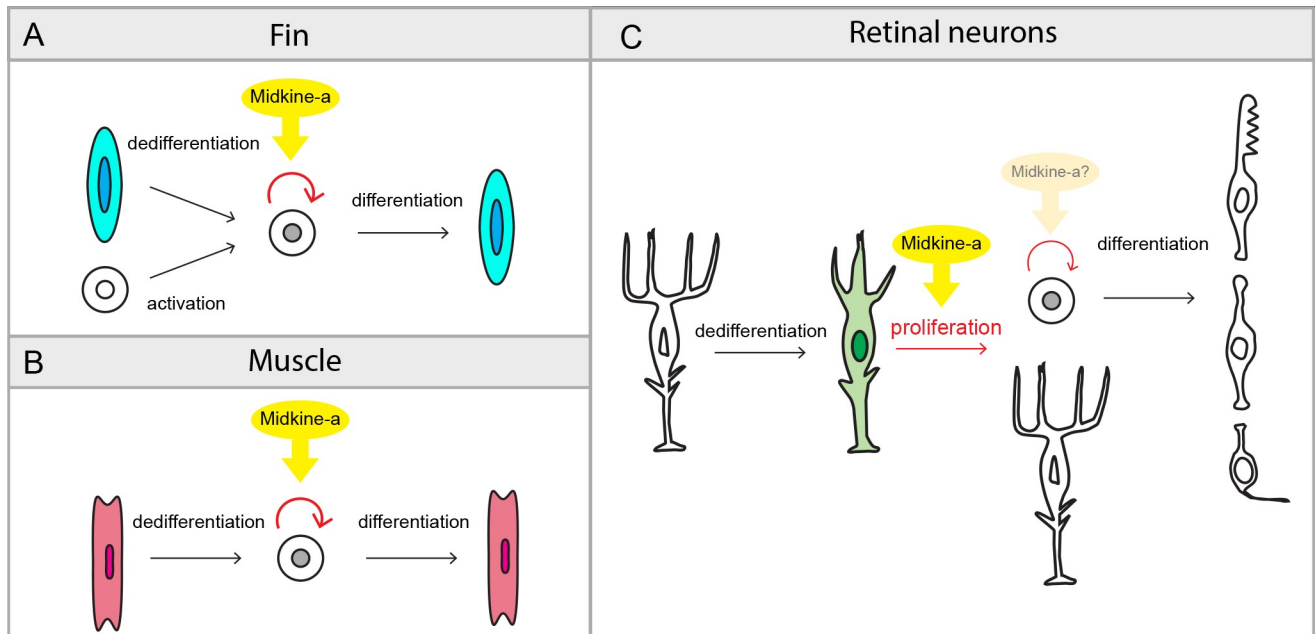 A
Fin
Midkine-a
dedifferentiation
differentiation
activation
B
Muscle
Midkine-a
dedifferentiation
differentiation
C
Retinal neurons
Midkine-a?
Midkine-a
differentiation
dedifferentiation
proliferation